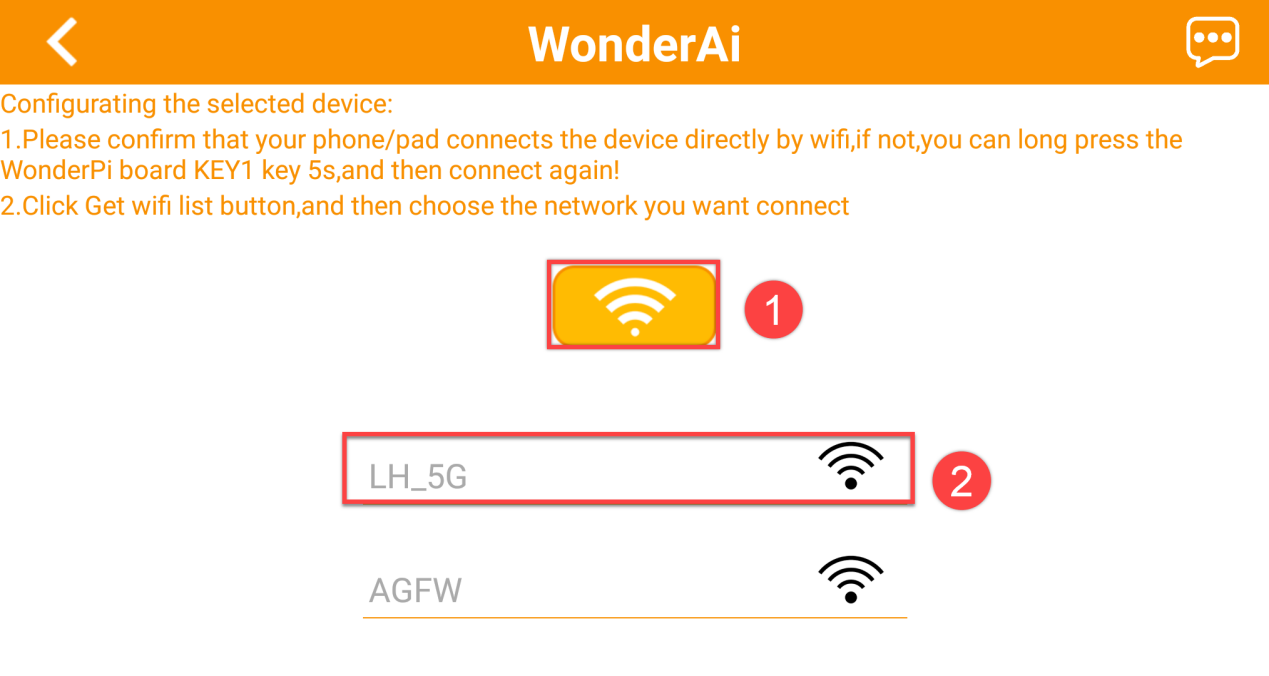 WonderAi
Configurating the selected device:
1.Please confirm that your phone/pad connects the device directly by wifi,if not,you can long press the
WonderPi board KEY1 key 5s,and then connect again!
2.Click Get wifi list button,and then choose the network you want connect
1
LH_5G
2
AGFW